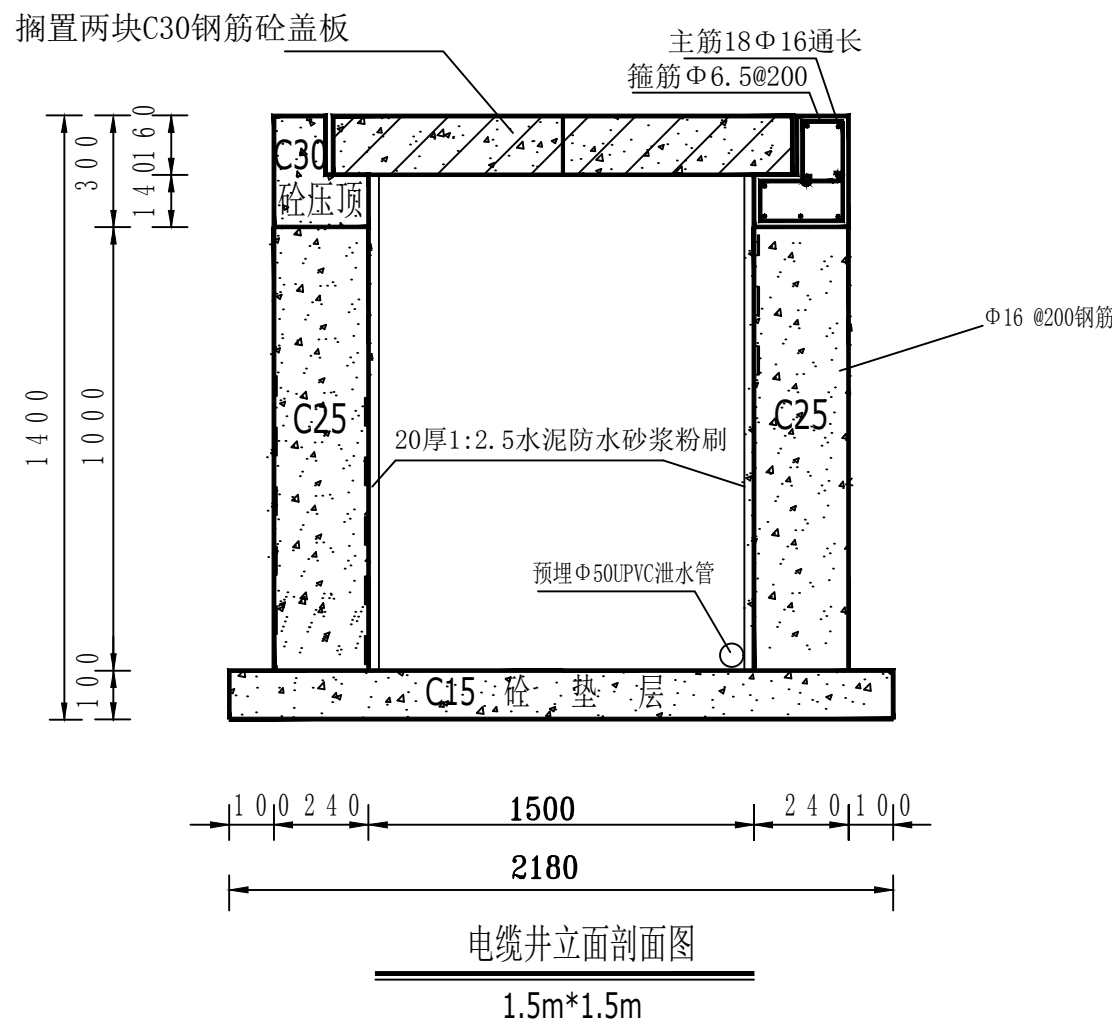 搁置两块C30钢筋砼盖板
主筋18Φ16通长
箍筋Φ6.5@200
C30
砼压顶
160
140
300
1000
1400
100
Φ16 @200钢筋
C25
C25
20厚1:2.5水泥防水砂浆粉刷
预埋Φ50UPVC泄水管
C15 砼 垫 层
100
240
1500
240
100
2180
电缆井立面剖面图
1.5m*1.5m